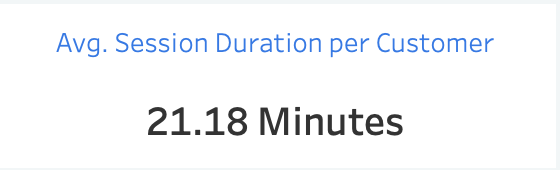 Avg. Session Duration per Customer
21.18 Minutes